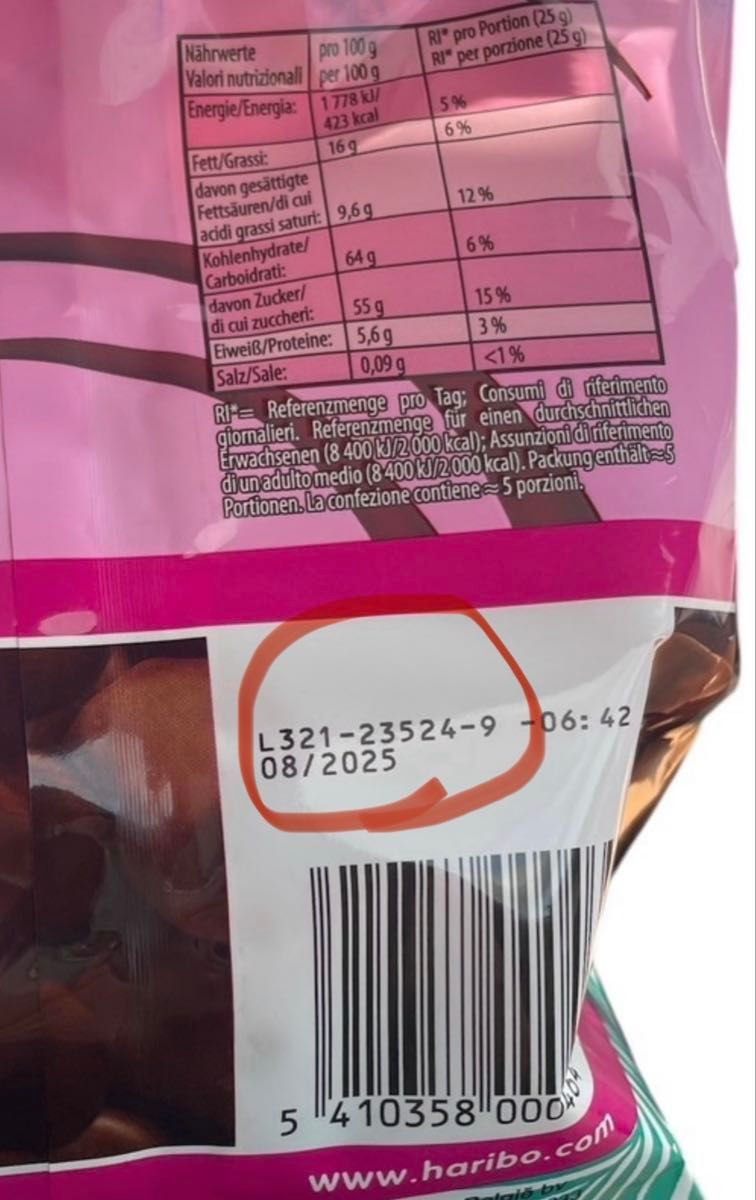 Nährwerte pro 100 g RI* pro Portion (25 g)
Valori nutrizionali per 100 g RI* per porzione (25 g)
Energie/Energia: 1 778 kJ/ 5 %
423 kcal
Fett/Grassi: 16 g 6 %
davon gesättigte
Fettsäuren/di cui
acidi grassi saturi: 9,6 g 12 %
Kohlenhydrate/
Carboidrati: 64 g 6 %
davon Zucker/
di cui zuccheri: 55 g 15 %
Eiweiß/Proteine: 5,6 g 3 %
Salz/Sale: 0,09 g <1 %
RI*= Referenzmenge pro Tag; Consumi di riferimento
giornalieri. Referenzmenge für einen durchschnittlichen
Erwachsenen (8 400 kJ/2 000 kcal); Assunzioni di riferimento
di un adulto medio (8 400 kJ/2 000 kcal). Packung enthält≈5
Portionen. La confezione contiene ≈ 5 porzioni.
L321-23524-9 -06:42
08/2025
5 410358 000404
www.haribo.com